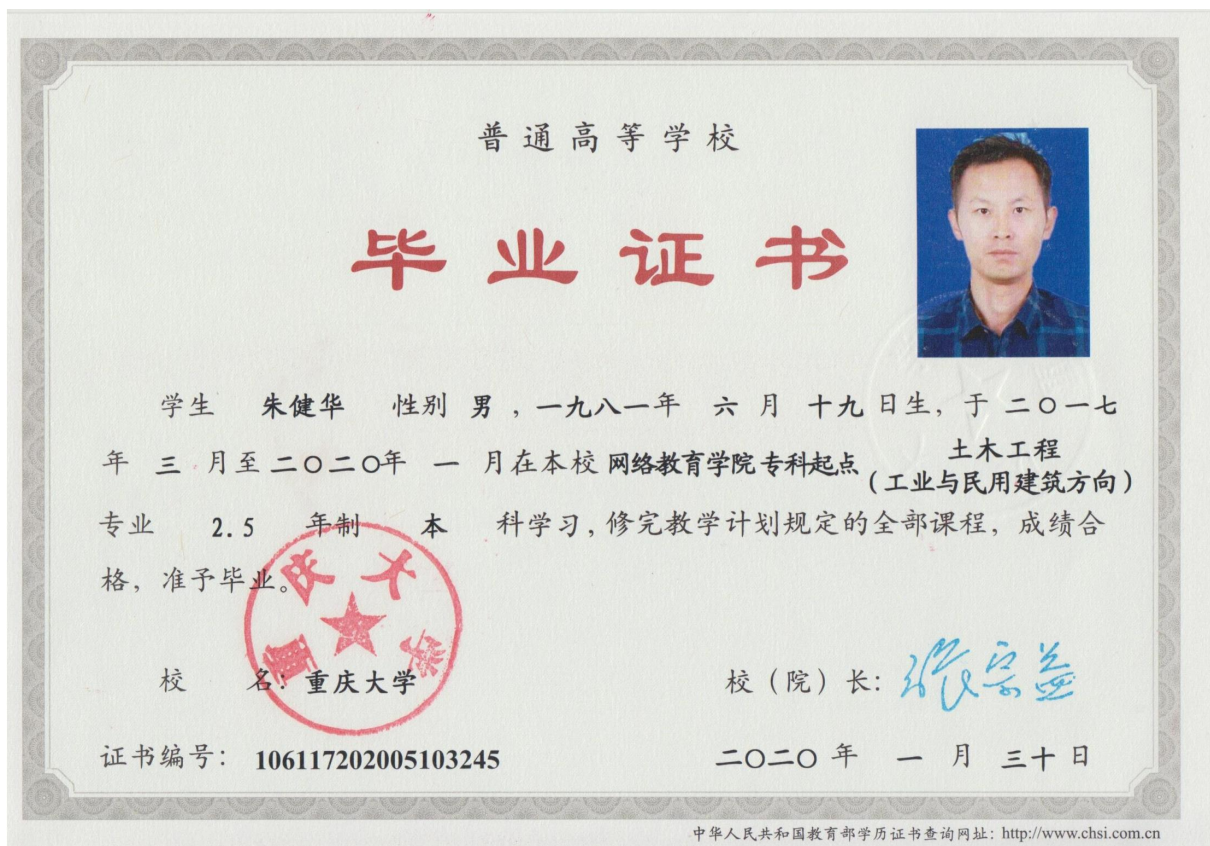 普通高等学校
毕业证书
学生 朱健华 性别 男 ，一九八一年 六 月 十九 日生，于 二〇一七
年 三 月至 二〇二〇年 一 月在本校 网络教育学院 专科起点 土木工程
（工业与民用建筑方向）
专业 2.5 年制 本 科学习，修完教学计划规定的全部课程，成绩合
格，准予毕业。
重庆大学
校 名：重庆大学 校（院）长：张宗益
证书编号： 106117202005103245 二〇二〇 年 一 月 三十 日
中华人民共和国教育部学历证书查询网址：http://www.chsi.com.cn